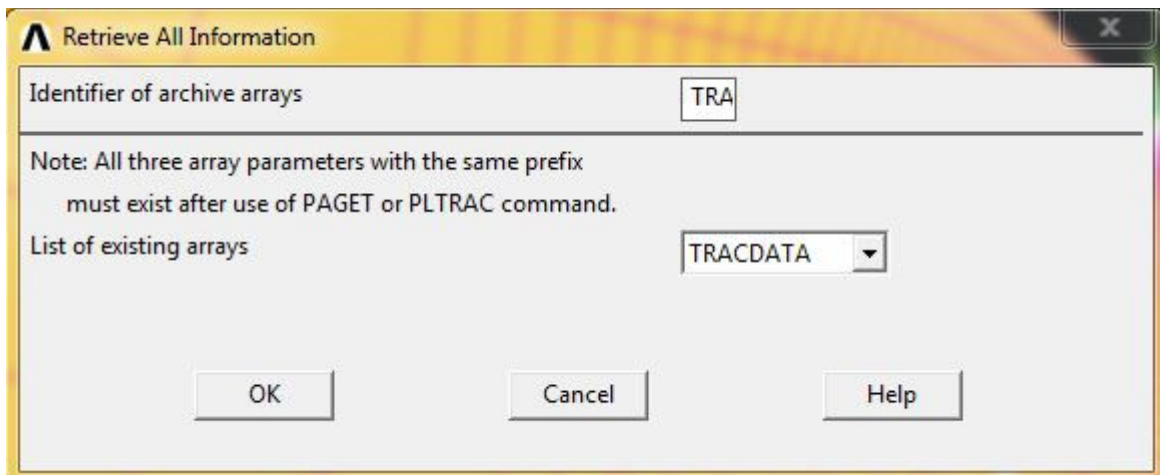 Retrieve All Information
Identifier of archive arrays TRA
Note: All three array parameters with the same prefix
must exist after use of PAGET or PLTRAC command.
List of existing arrays TRACDATA
OK Cancel Help